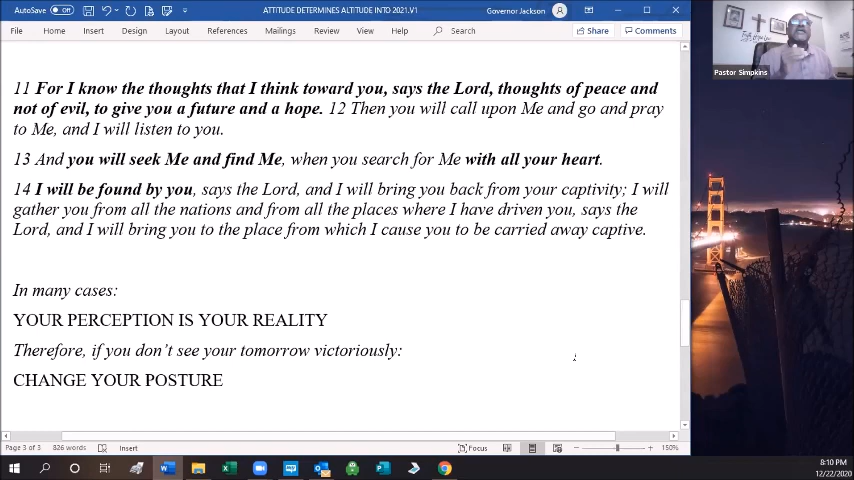 AutoSave Off ATTITUDE DETERMINES ALTITUDE INTO 2021.V1 Governor Jackson
File Home Insert Design Layout References Mailings Review View Help Search Share Comments
Pastor Simpkins
11 For I know the thoughts that I think toward you, says the Lord, thoughts of peace and
not of evil, to give you a future and a hope. 12 Then you will call upon Me and go and pray
to Me, and I will listen to you.
13 And you will seek Me and find Me, when you search for Me with all your heart.
14 I will be found by you, says the Lord, and I will bring you back from your captivity; I will
gather you from all the nations and from all the places where I have driven you, says the
Lord, and I will bring you to the place from which I cause you to be carried away captive.
In many cases:
YOUR PERCEPTION IS YOUR REALITY
Therefore, if you don't see your tomorrow victoriously:
CHANGE YOUR POSTURE
Page 3 of 3 826 words Insert Focus 150%
8:10 PM
12/22/2020